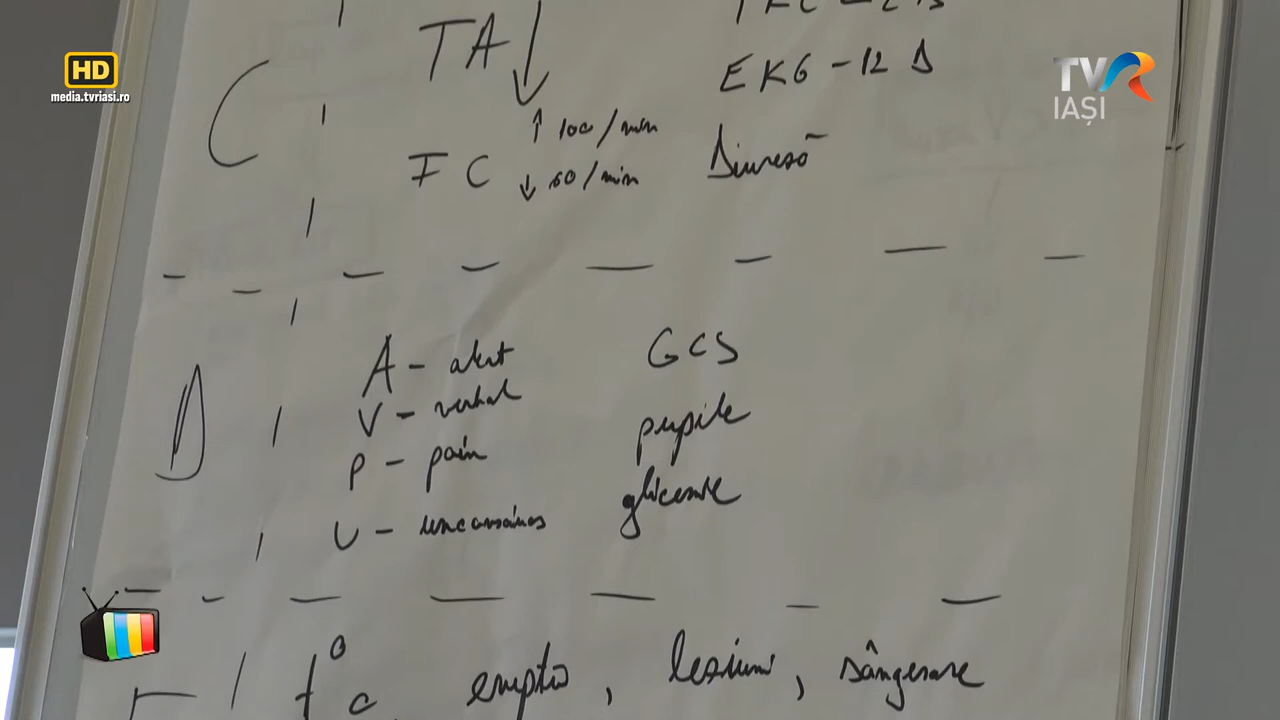 HD
media.tvriasi.ro
TVR
IAȘI
C
TA ↓
EKG - 12 D
FC ↑ 100/min
↓ 60/min
Diureză
D
A - alert
V - verbal
P - pain
U - unconscious
GCS
pupile
glicemie
t°C
erupții, leziuni, sângerare